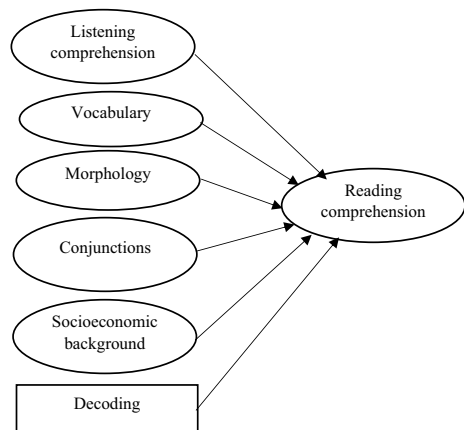 Listening
comprehension
Vocabulary
Morphology
Reading
comprehension
Conjunctions
Socioeconomic
background
Decoding